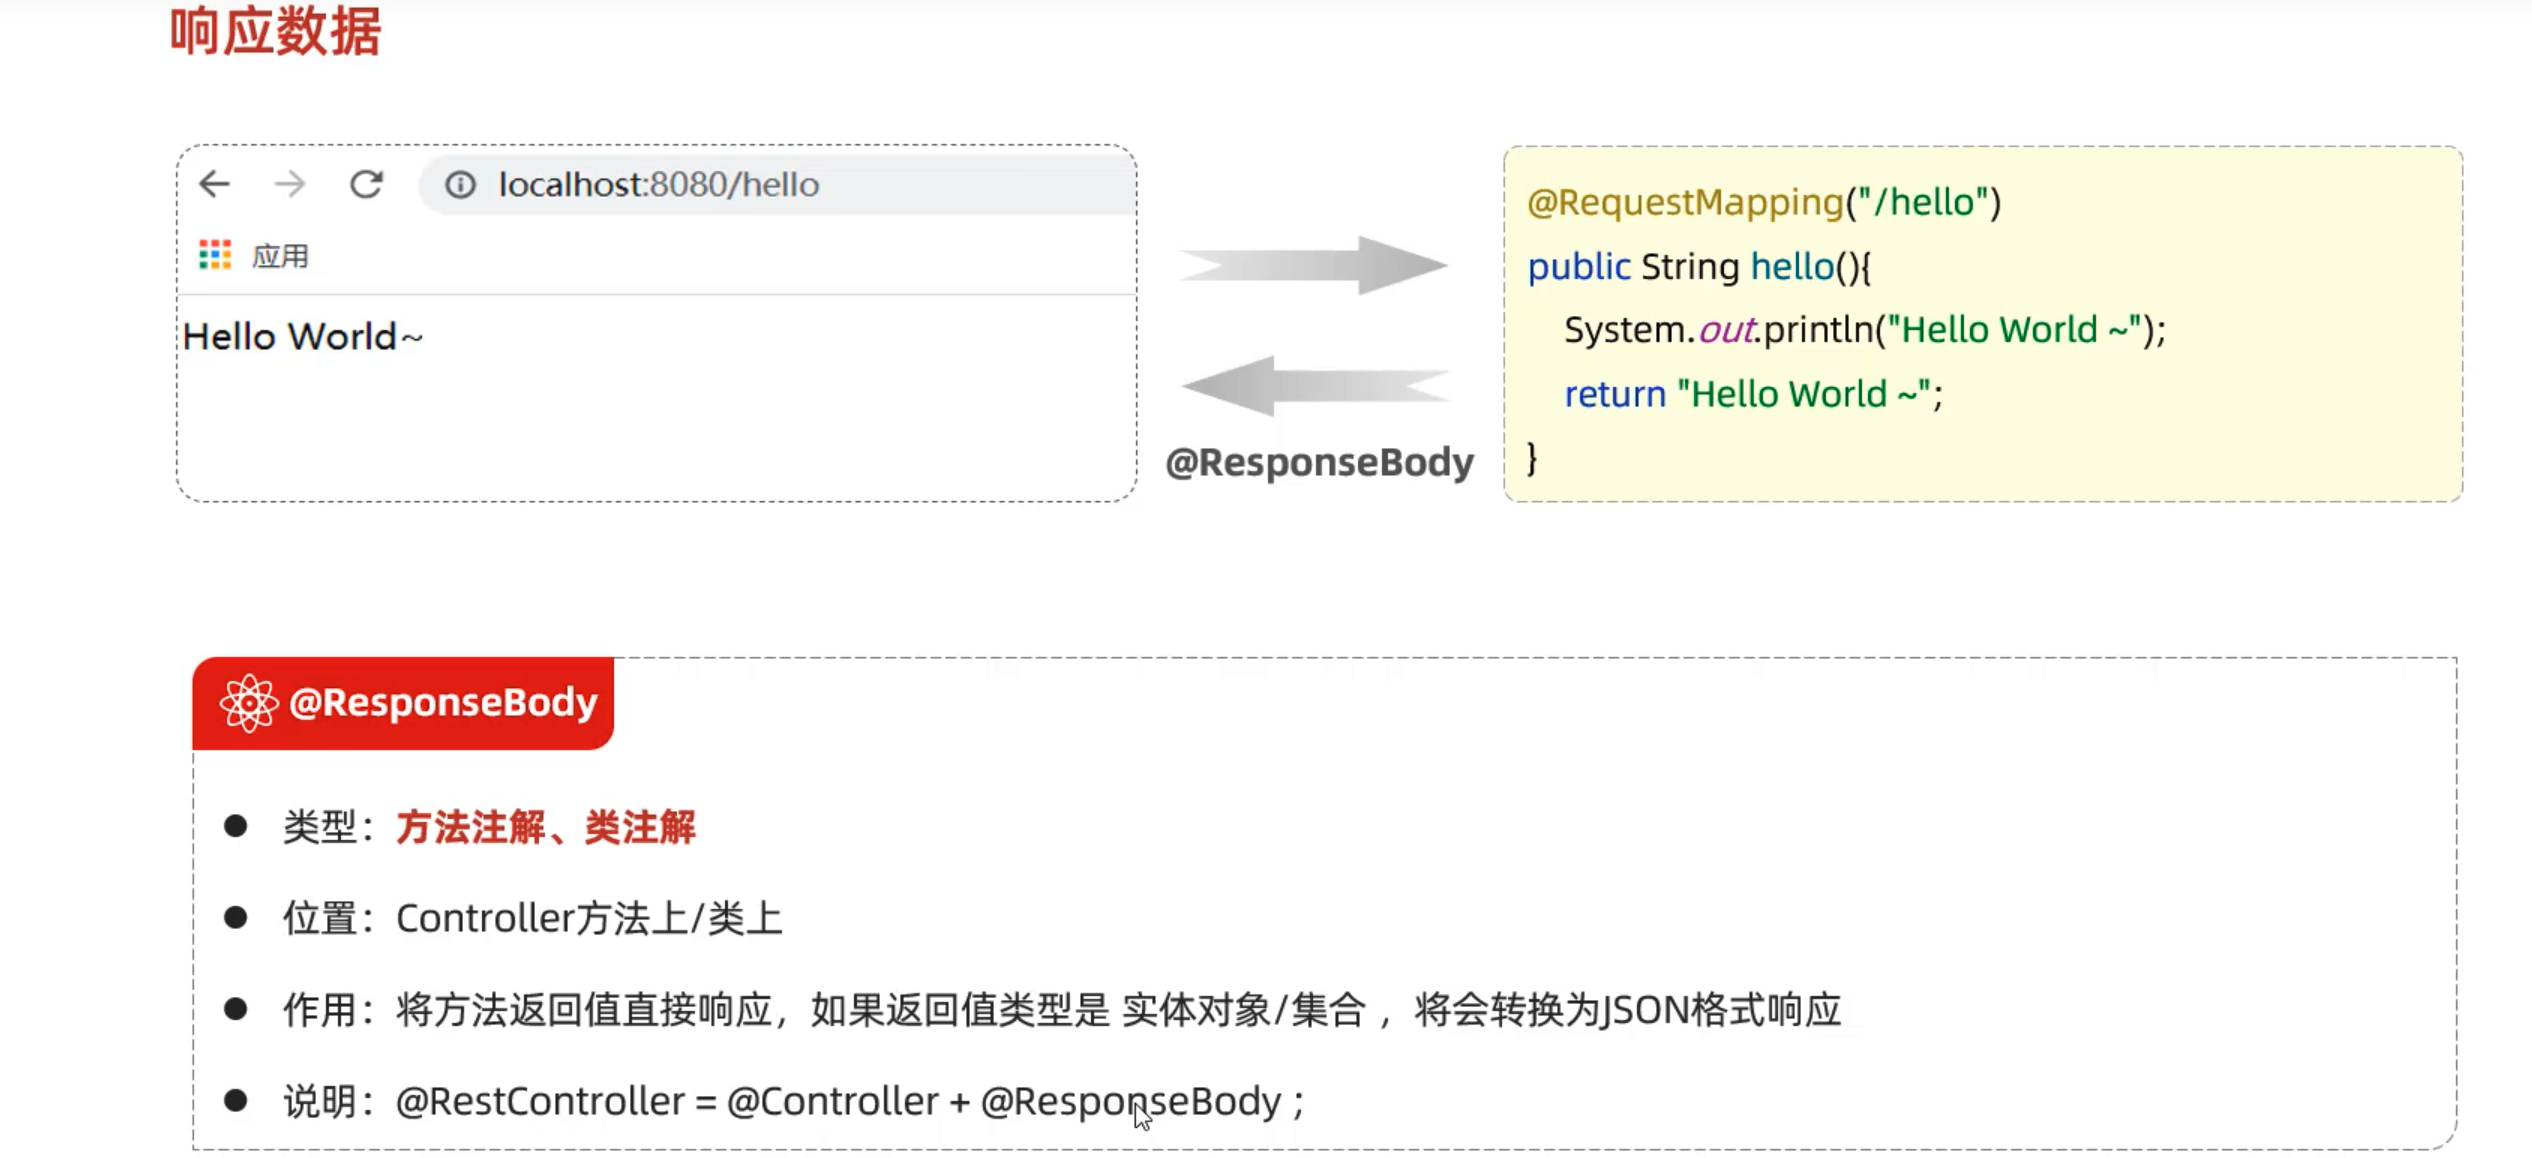 响应数据
localhost:8080/hello
应用
Hello World~
@ResponseBody
@RequestMapping("/hello")
public String hello(){
System.out.println("Hello World ~");
return "Hello World ~";
}
@ResponseBody
类型：方法注解、类注解
位置：Controller方法上/类上
作用：将方法返回值直接响应，如果返回值类型是 实体对象/集合 ，将会转换为JSON格式响应
说明：@RestController = @Controller + @ResponseBody ;